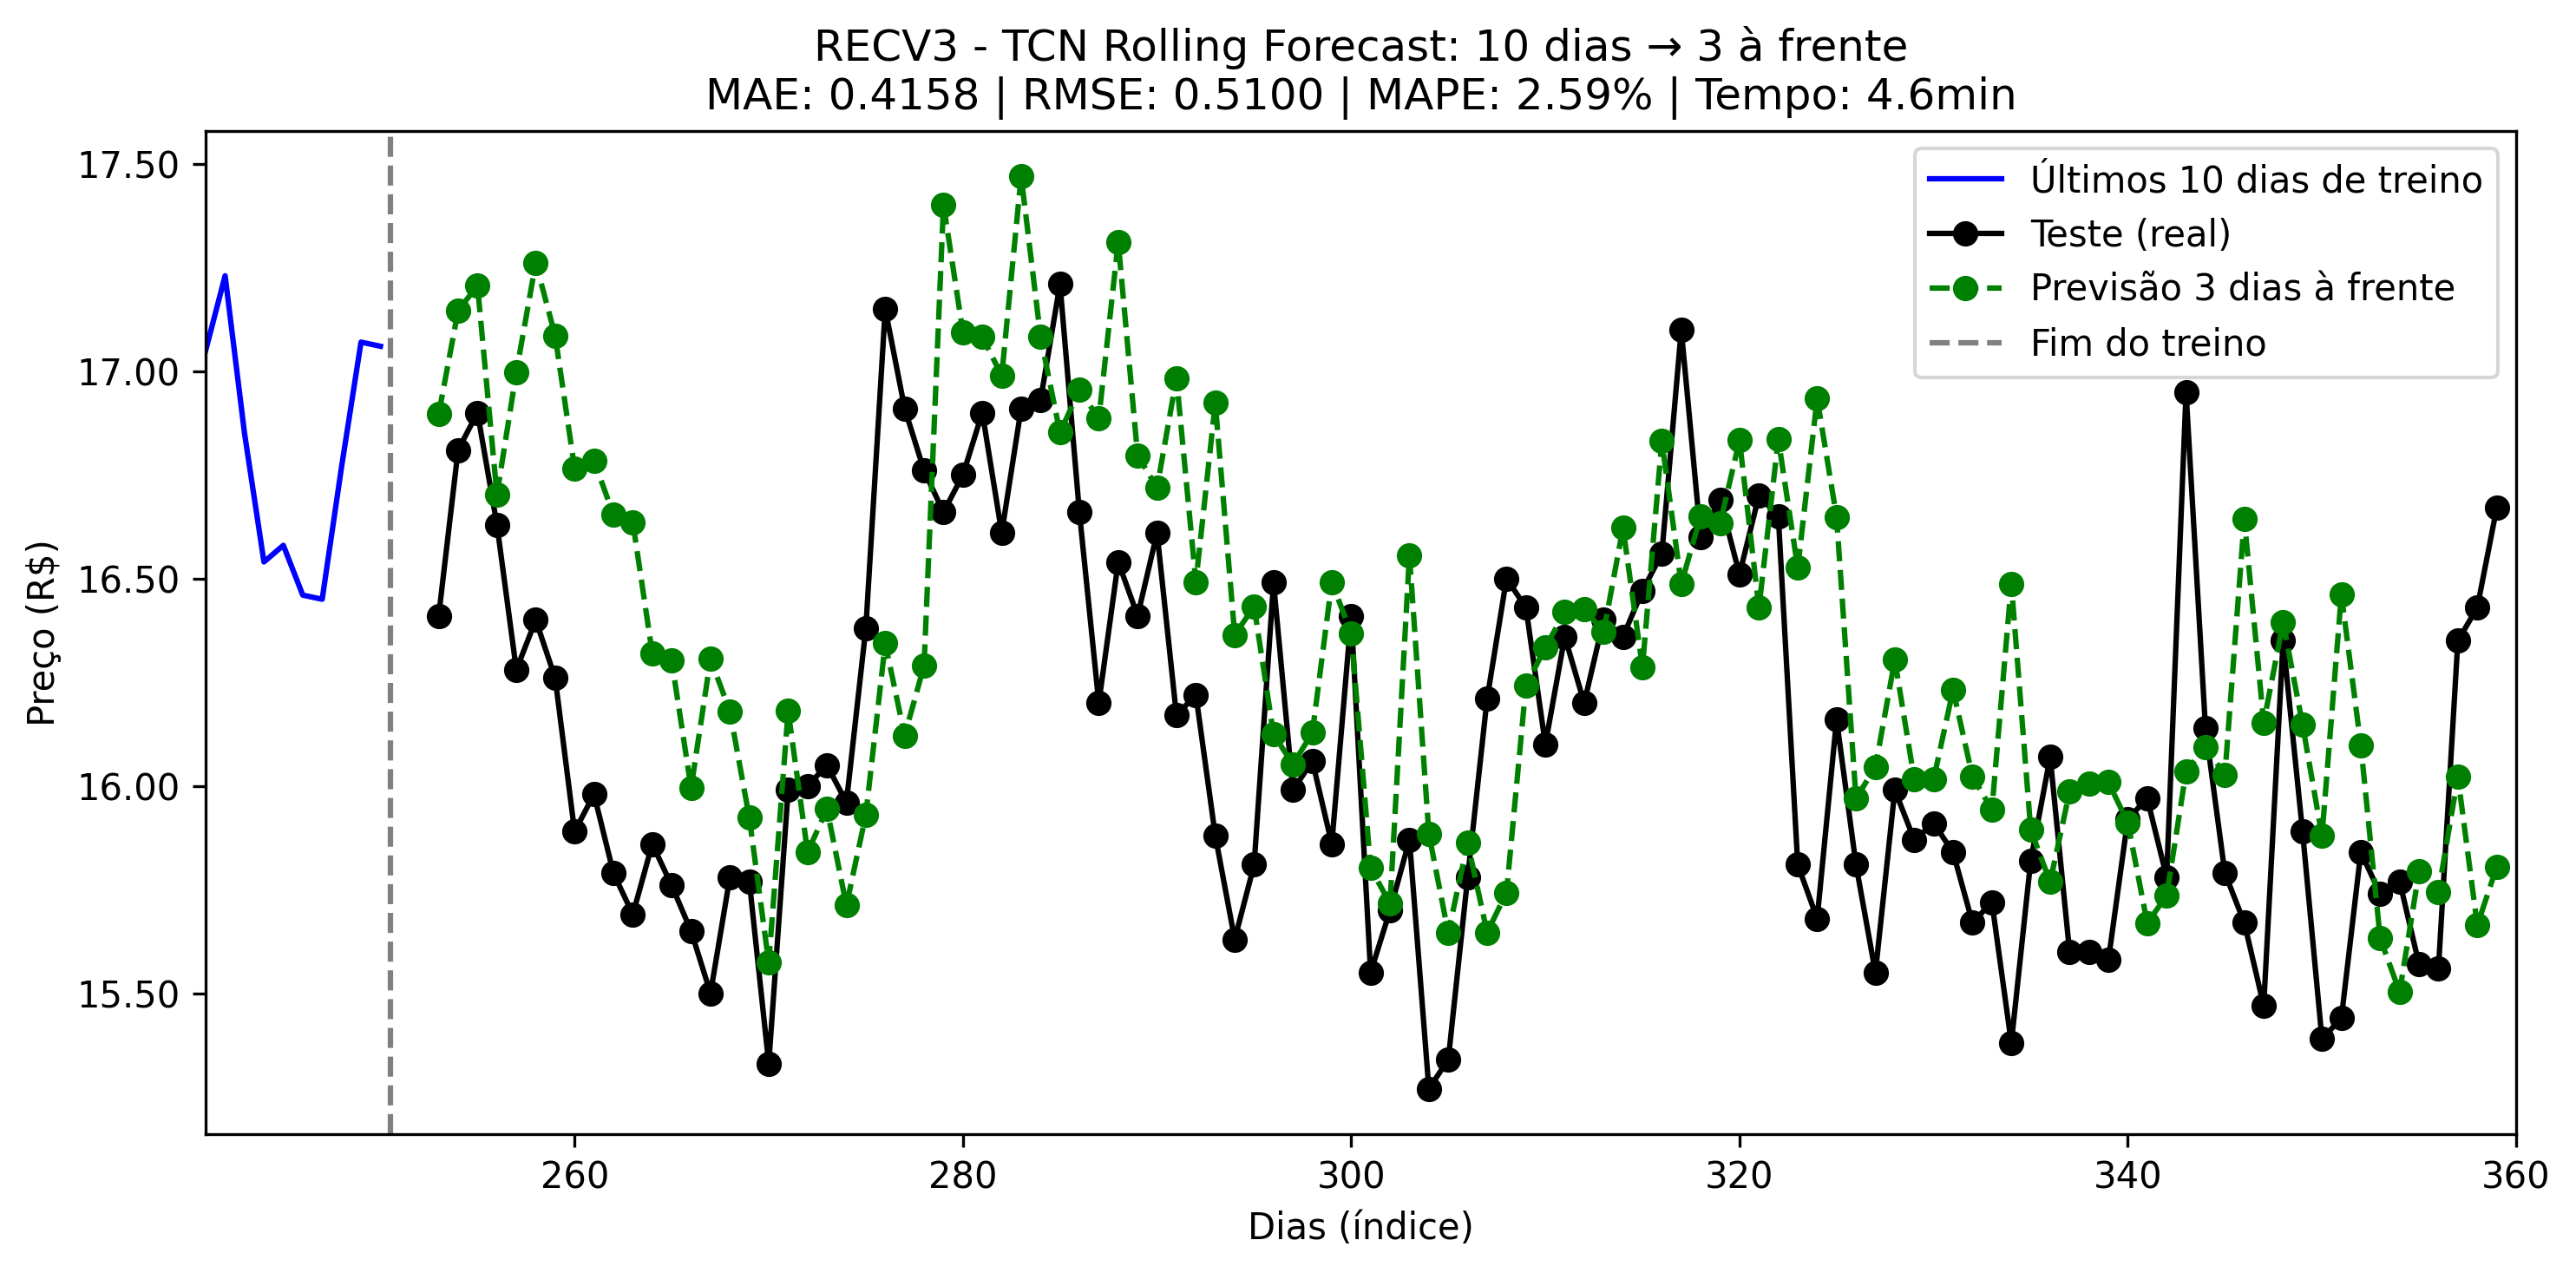 RECV3 - TCN Rolling Forecast: 10 dias → 3 à frente
MAE: 0.4158 | RMSE: 0.5100 | MAPE: 2.59% | Tempo: 4.6min
17.50
17.00
16.50
16.00
15.50
Preço (R$)
Últimos 10 dias de treino
Teste (real)
Previsão 3 dias à frente
Fim do treino
260
280
300
320
340
360
Dias (índice)